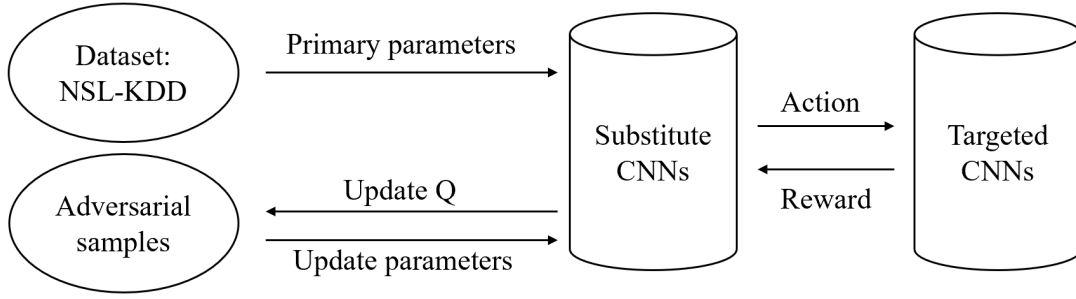 Dataset:
NSL-KDD
Primary parameters
Substitute
CNNs
Action
Reward
Targeted
CNNs
Adversarial
samples
Update Q
Update parameters